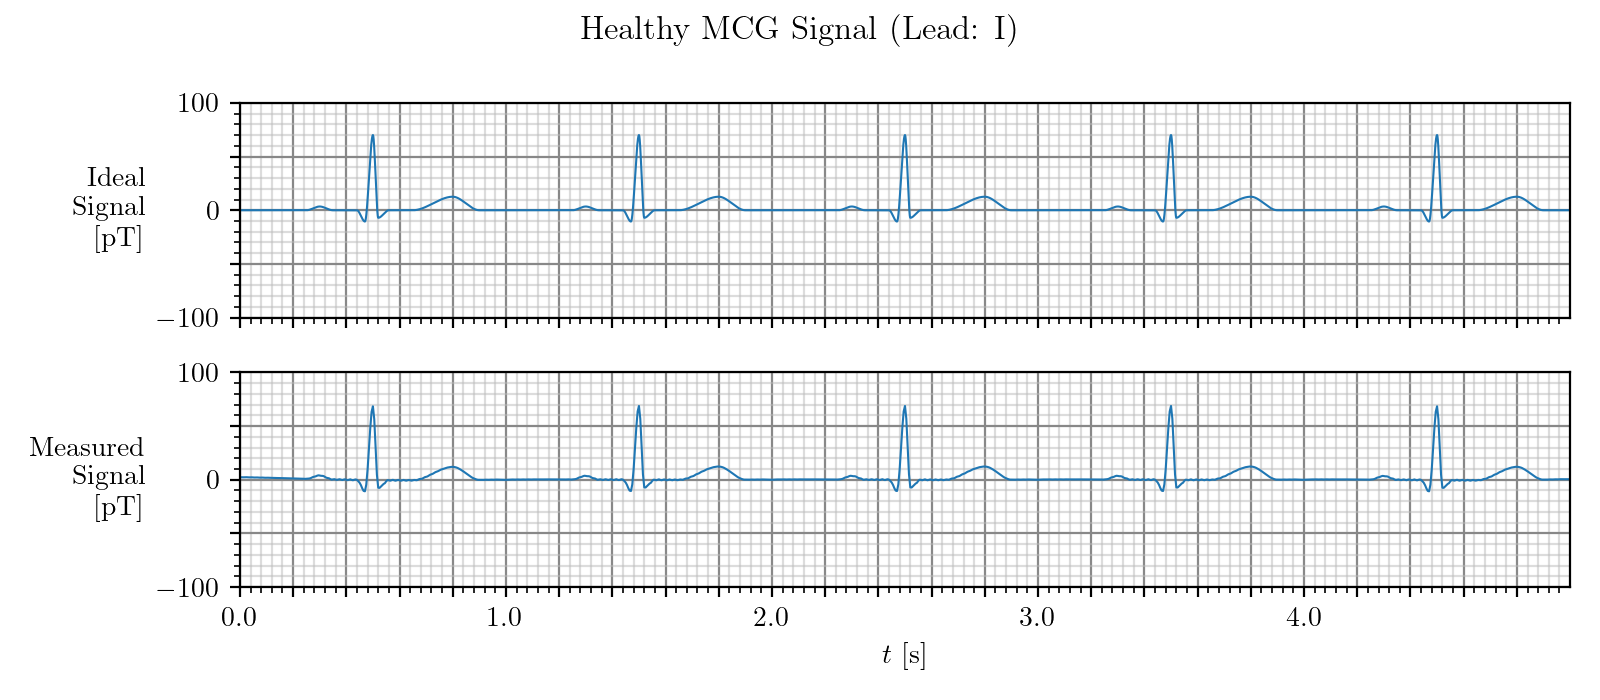 Healthy MCG Signal (Lead: I)
100
Ideal
Signal
[pT]
0
−100
100
Measured
Signal
[pT]
0
−100
0.0 1.0 2.0 3.0 4.0
t [s]